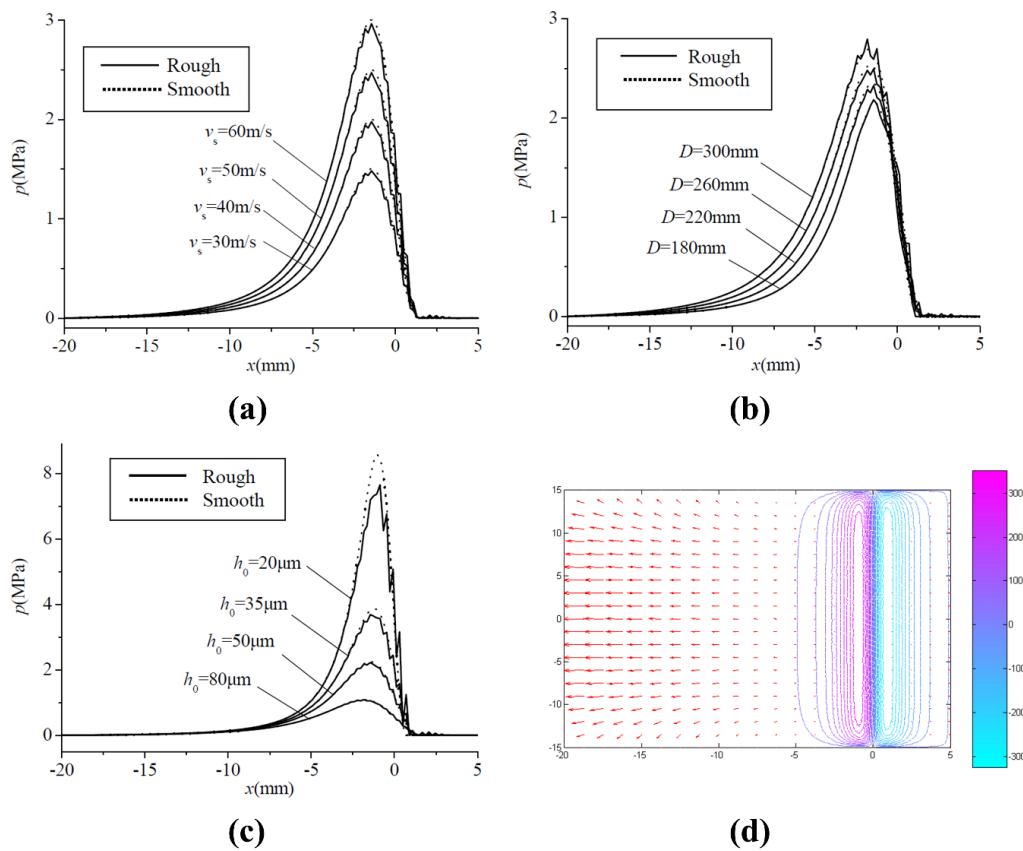 3
2
1
0
p(MPa)
Rough
Smooth
vs=60m/s
vs=50m/s
vs=40m/s
vs=30m/s
-20 -15 -10 -5 0 5
x(mm)
(a)
3
2
1
0
p(MPa)
Rough
Smooth
D=300mm
D=260mm
D=220mm
D=180mm
-20 -15 -10 -5 0 5
x(mm)
(b)
8
6
4
2
0
p(MPa)
Rough
Smooth
h0=20μm
h0=35μm
h0=50μm
h0=80μm
-20 -15 -10 -5 0 5
x(mm)
(c)
15
10
5
0
-5
-10
-15
-20 -15 -10 -5 0 5
300
200
100
0
-100
-200
-300
(d)